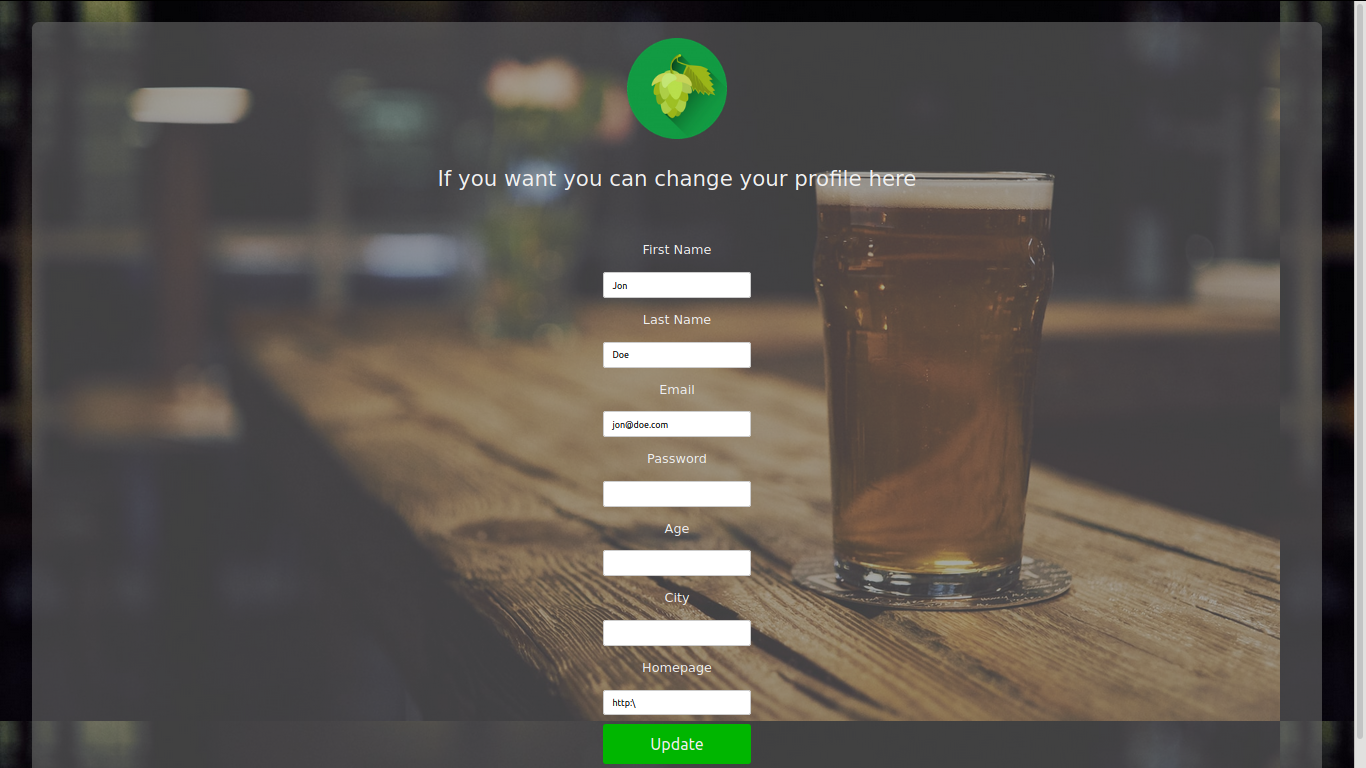 If you want you can change your profile here
First Name
Jon
Last Name
Doe
Email
jon@doe.com
Password
Age
City
Homepage
http:\
Update